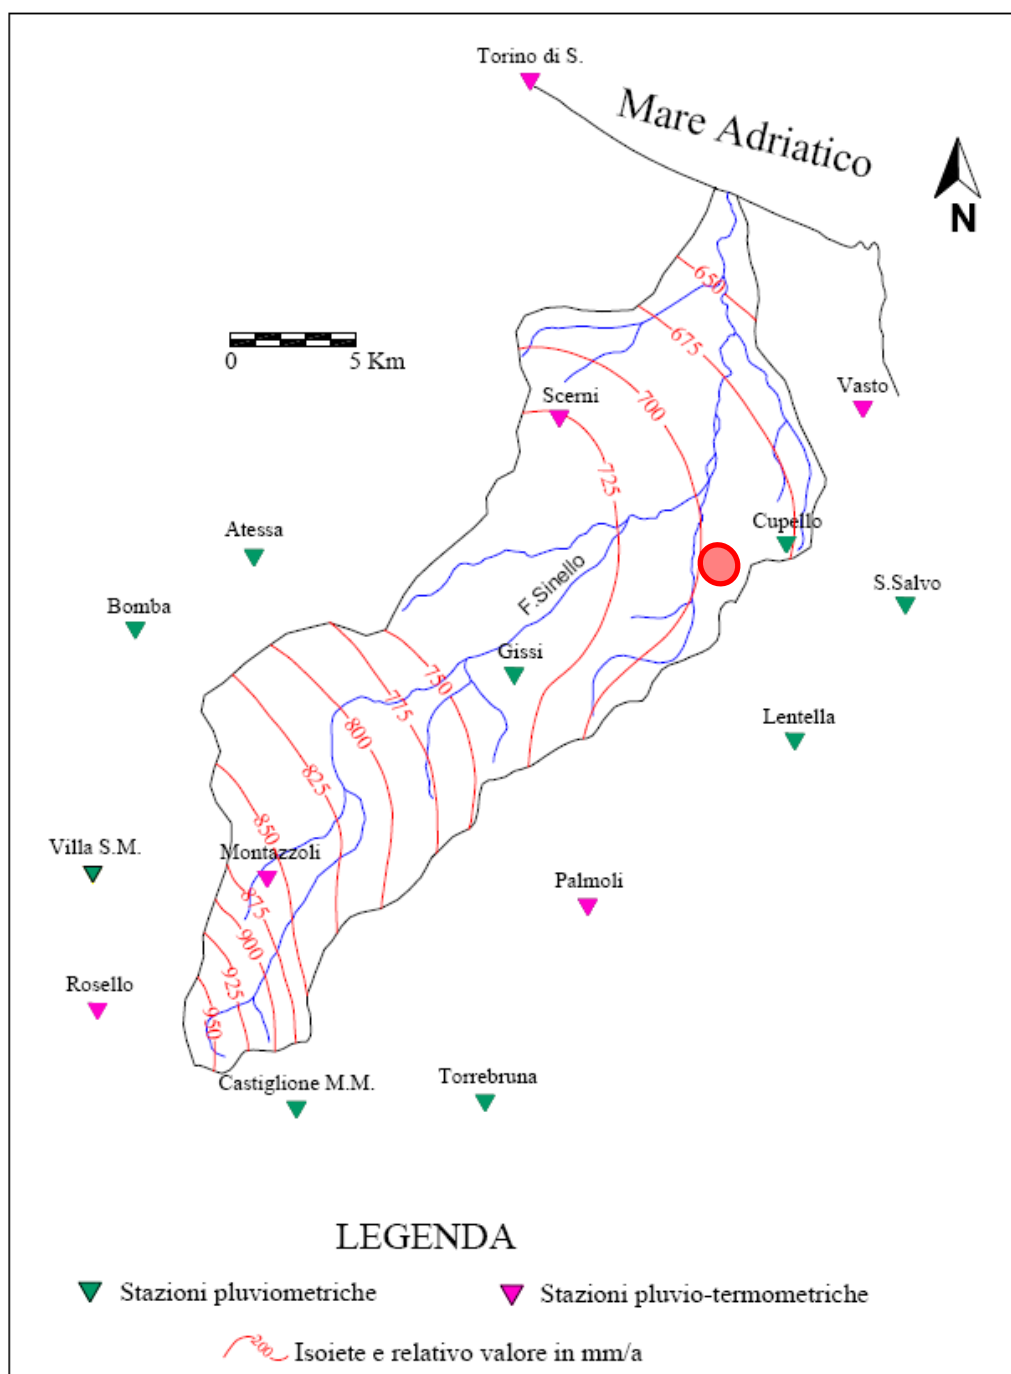 Torino di S.
Mare Adriatico
N
650
675
0
5 Km
Vasto
Scerni
700
725
Cupello
Atessa
F.Sinello
S.Salvo
Bomba
Gissi
750
775
Lentella
800
825
850
Villa S.M.
Montazzoli
Palmoli
875
900
925
Rosello
950
Castiglione M.M.
Torrebruna
LEGENDA
Stazioni pluviometriche
Stazioni pluvio-termometriche
200
Isoiete e relativo valore in mm/a